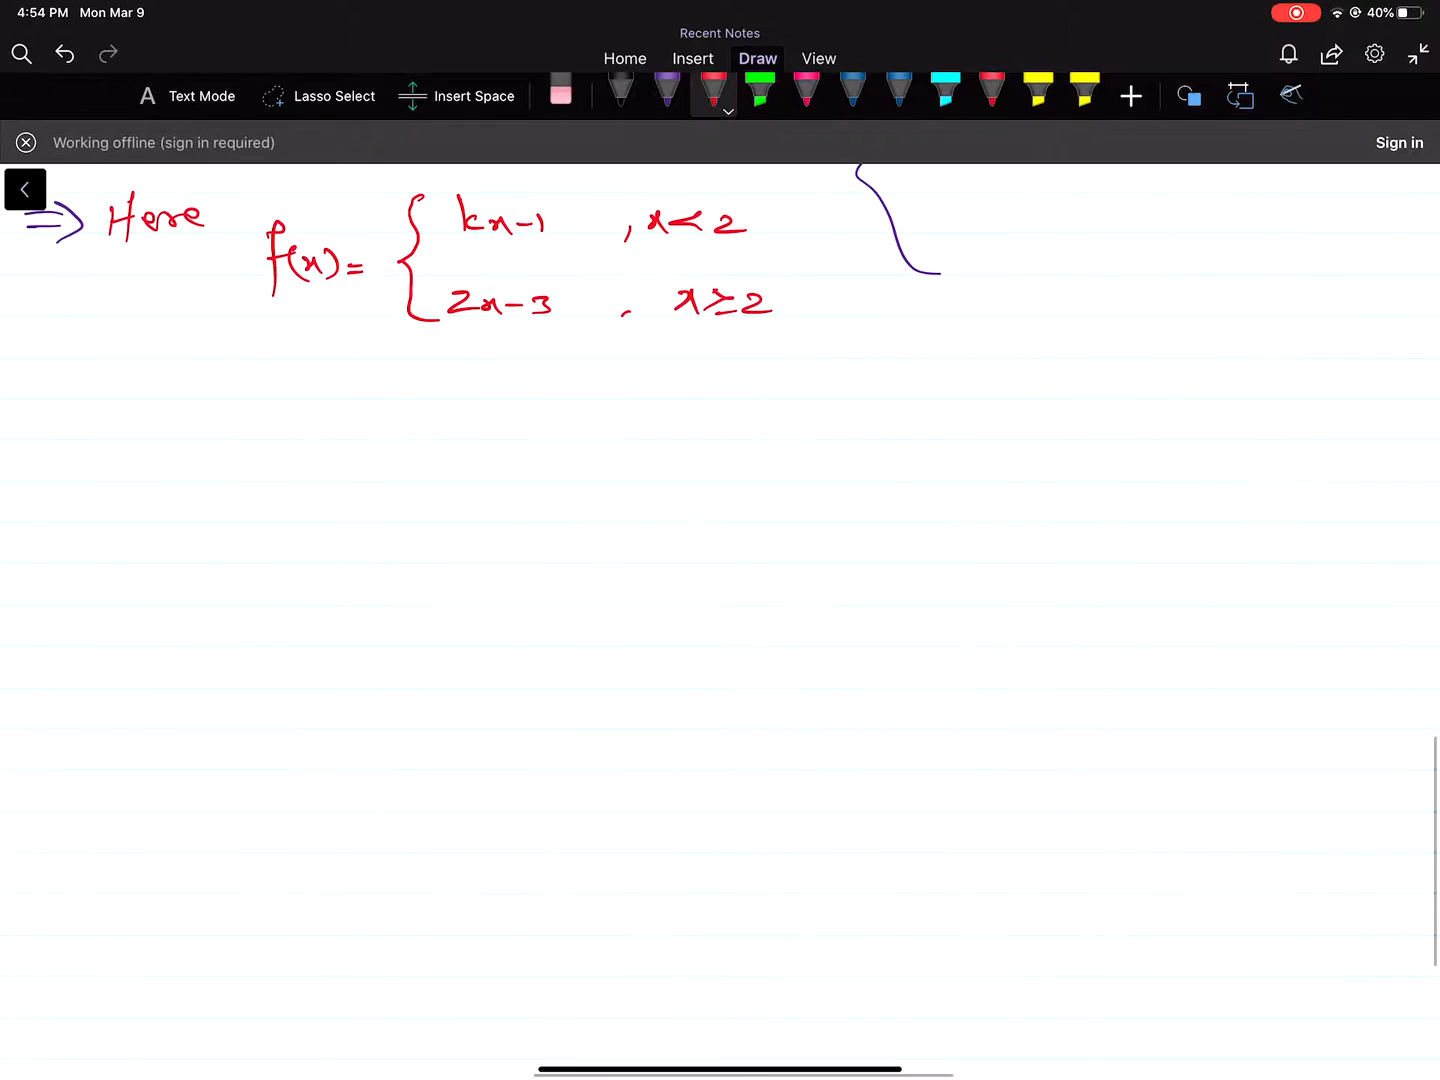 4:54 PM Mon Mar 9 40%
Recent Notes
Home Insert Draw View
A Text Mode Lasso Select Insert Space
Working offline (sign in required) Sign in
⇒ Here f(x) = { kx-1 , x<2
2x-3 , x≥2